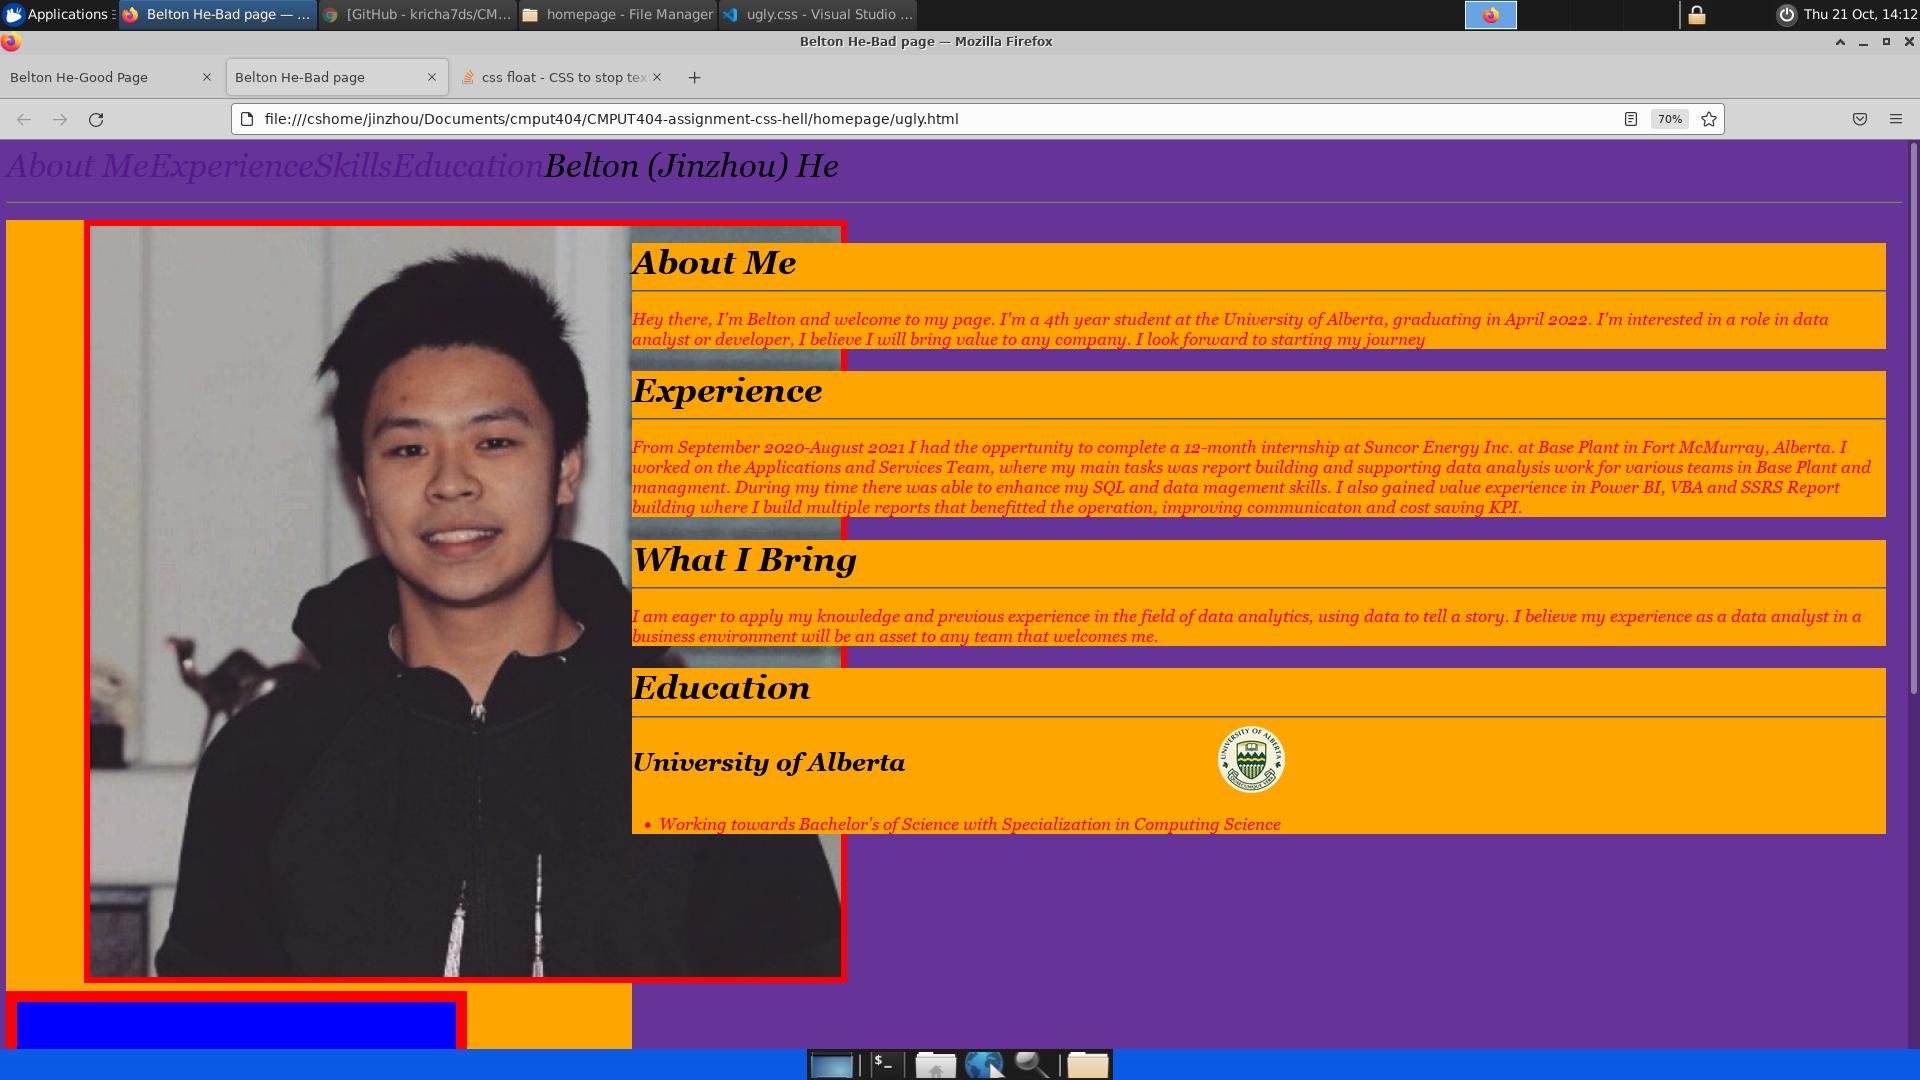 Applications
Belton He-Bad page — ...
[GitHub - kricha7ds/CM...
homepage - File Manager
ugly.css - Visual Studio ...
Thu 21 Oct, 14:12
Belton He-Bad page — Mozilla Firefox
Belton He-Good Page
Belton He-Bad page
css float - CSS to stop tex
file:///cshome/jinzhou/Documents/cmput404/CMPUT404-assignment-css-hell/homepage/ugly.html
70%
About MeExperienceSkillsEducationBelton (Jinzhou) He
About Me
Hey there, I'm Belton and welcome to my page. I'm a 4th year student at the University of Alberta, graduating in April 2022. I'm interested in a role in data
analyst or developer, I believe I will bring value to any company. I look forward to starting my journey
Experience
From September 2020-August 2021 I had the oppertunity to complete a 12-month internship at Suncor Energy Inc. at Base Plant in Fort McMurray, Alberta. I
worked on the Applications and Services Team, where my main tasks was report building and supporting data analysis work for various teams in Base Plant and
managment. During my time there was able to enhance my SQL and data magement skills. I also gained value experience in Power BI, VBA and SSRS Report
building where I build multiple reports that benefitted the operation, improving communicaton and cost saving KPI.
What I Bring
I am eager to apply my knowledge and previous experience in the field of data analytics, using data to tell a story. I believe my experience as a data analyst in a
business environment will be an asset to any team that welcomes me.
Education
UNIVERSITY OF ALBERTA
University of Alberta
• Working towards Bachelor's of Science with Specialization in Computing Science
$_